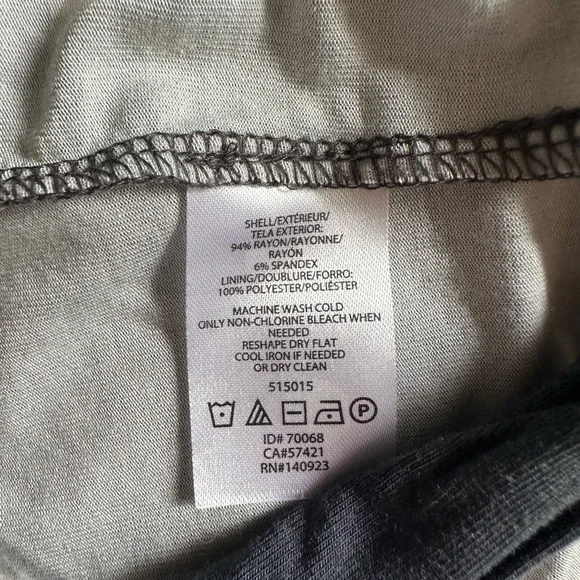 SHELL/EXTÉRIEUR/
TELA EXTERIOR:
94% RAYON/RAYONNE/
RAYÓN
6% SPANDEX
LINING/DOUBLURE/FORRO:
100% POLYESTER/POLIÉSTER
MACHINE WASH COLD
ONLY NON-CHLORINE BLEACH WHEN
NEEDED
RESHAPE DRY FLAT
COOL IRON IF NEEDED
OR DRY CLEAN
515015
P
ID# 70068
CA#57421
RN#140923